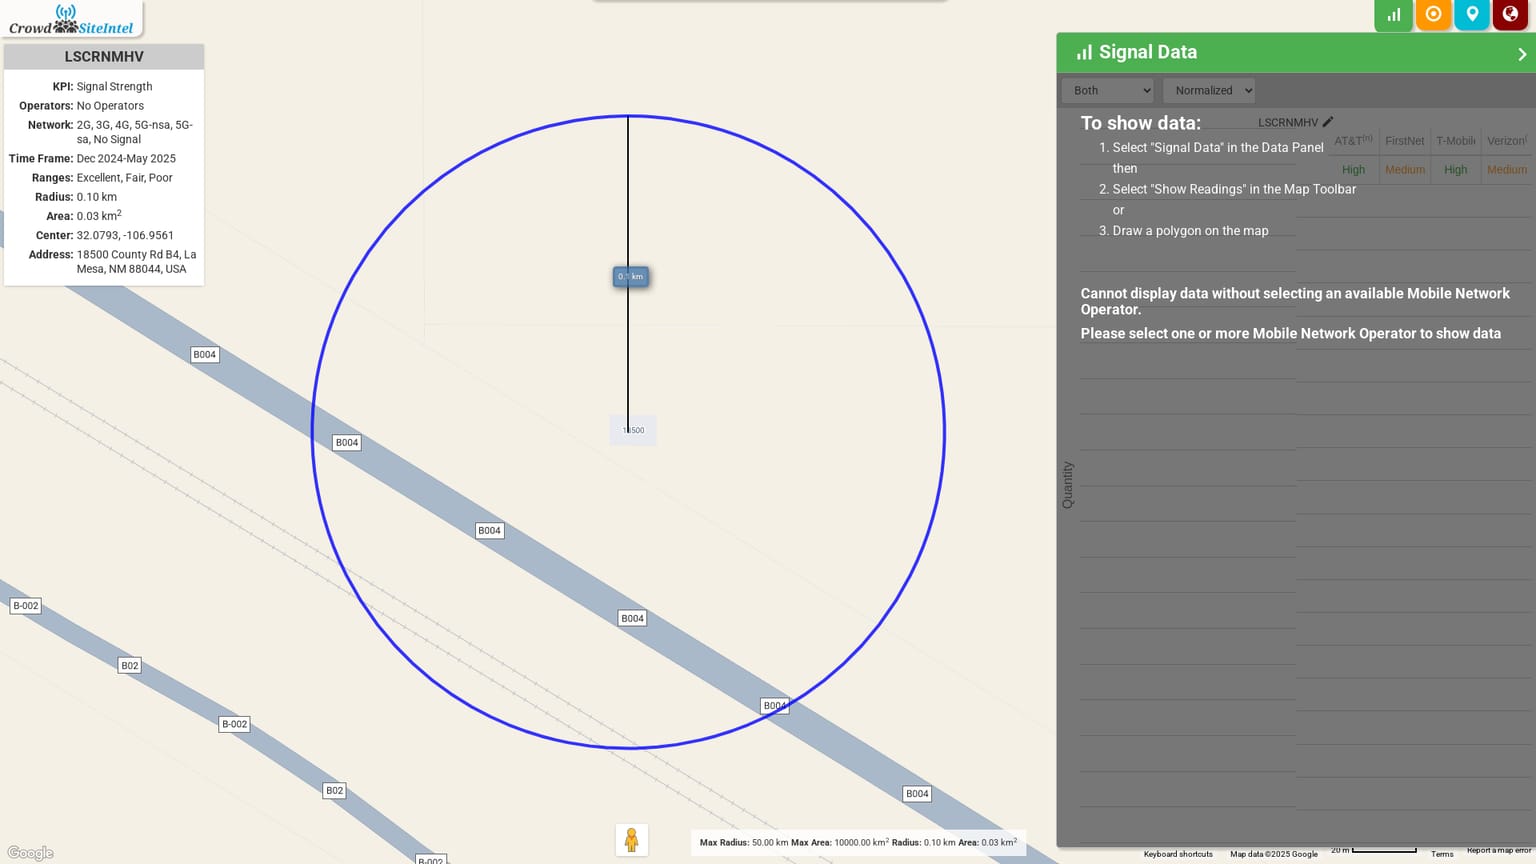 Crowd SiteIntel
LSCRNMHV
KPI: Signal Strength
Operators: No Operators
Network: 2G, 3G, 4G, 5G-nsa, 5G-
sa, No Signal
Time Frame: Dec 2024-May 2025
Ranges: Excellent, Fair, Poor
Radius: 0.10 km
Area: 0.03 km²
Center: 32.0793, -106.9561
Address: 18500 County Rd B4, La
Mesa, NM 88044, USA
B004
B004
B004
B004
B004
B004
B-002
B02
B-002
B02
B-002
0.1 km
18500
Signal Data
Both
Normalized
To show data:
1. Select "Signal Data" in the Data Panel
then
2. Select "Show Readings" in the Map Toolbar
or
3. Draw a polygon on the map
LSCRNMHV
AT&T⁽ⁿ⁾ FirstNet T-Mobile Verizon⁽
High Medium High Medium
Cannot display data without selecting an available Mobile Network
Operator.
Please select one or more Mobile Network Operator to show data
Quantity
Max Radius: 50.00 km Max Area: 10000.00 km² Radius: 0.10 km Area: 0.03 km²
Google
Keyboard shortcuts
Map data ©2025 Google
20 m
Terms
Report a map error